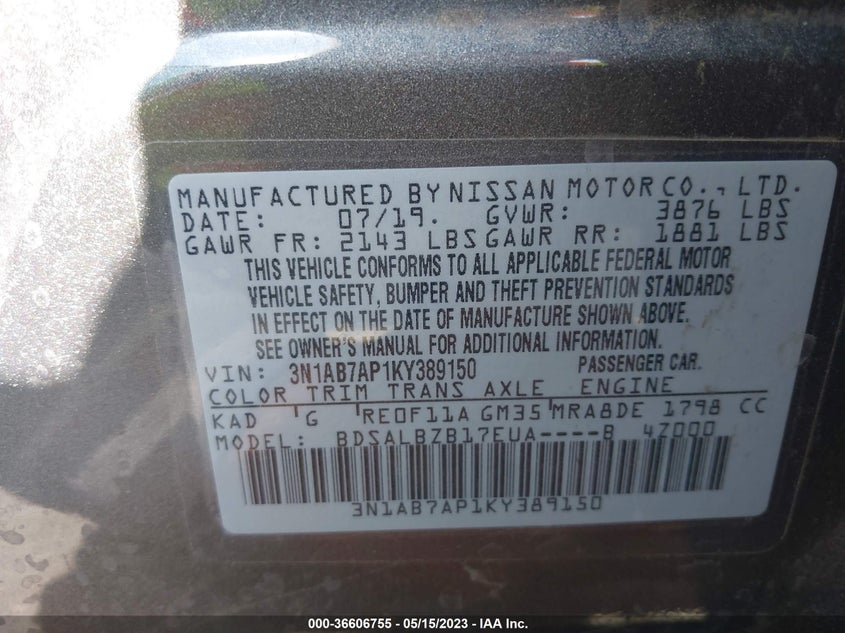 MANUFACTURED BY NISSAN MOTOR CO., LTD.
DATE: 07/19. GVWR: 3876 LBS
GAWR FR: 2143 LBS GAWR RR: 1881 LBS
THIS VEHICLE CONFORMS TO ALL APPLICABLE FEDERAL MOTOR
VEHICLE SAFETY, BUMPER AND THEFT PREVENTION STANDARDS
IN EFFECT ON THE DATE OF MANUFACTURE SHOWN ABOVE.
SEE OWNER'S MANUAL FOR ADDITIONAL INFORMATION.
VIN: 3N1AB7AP1KY389150 PASSENGER CAR.
COLOR TRIM TRANS AXLE ENGINE
KAD G RE0F11A GM35 MRA8DE 1798 CC
MODEL: BDSALBZB17EUA----B 4Z000
3N1AB7AP1KY389150
000-36606755 - 05/15/2023 - IAA Inc.